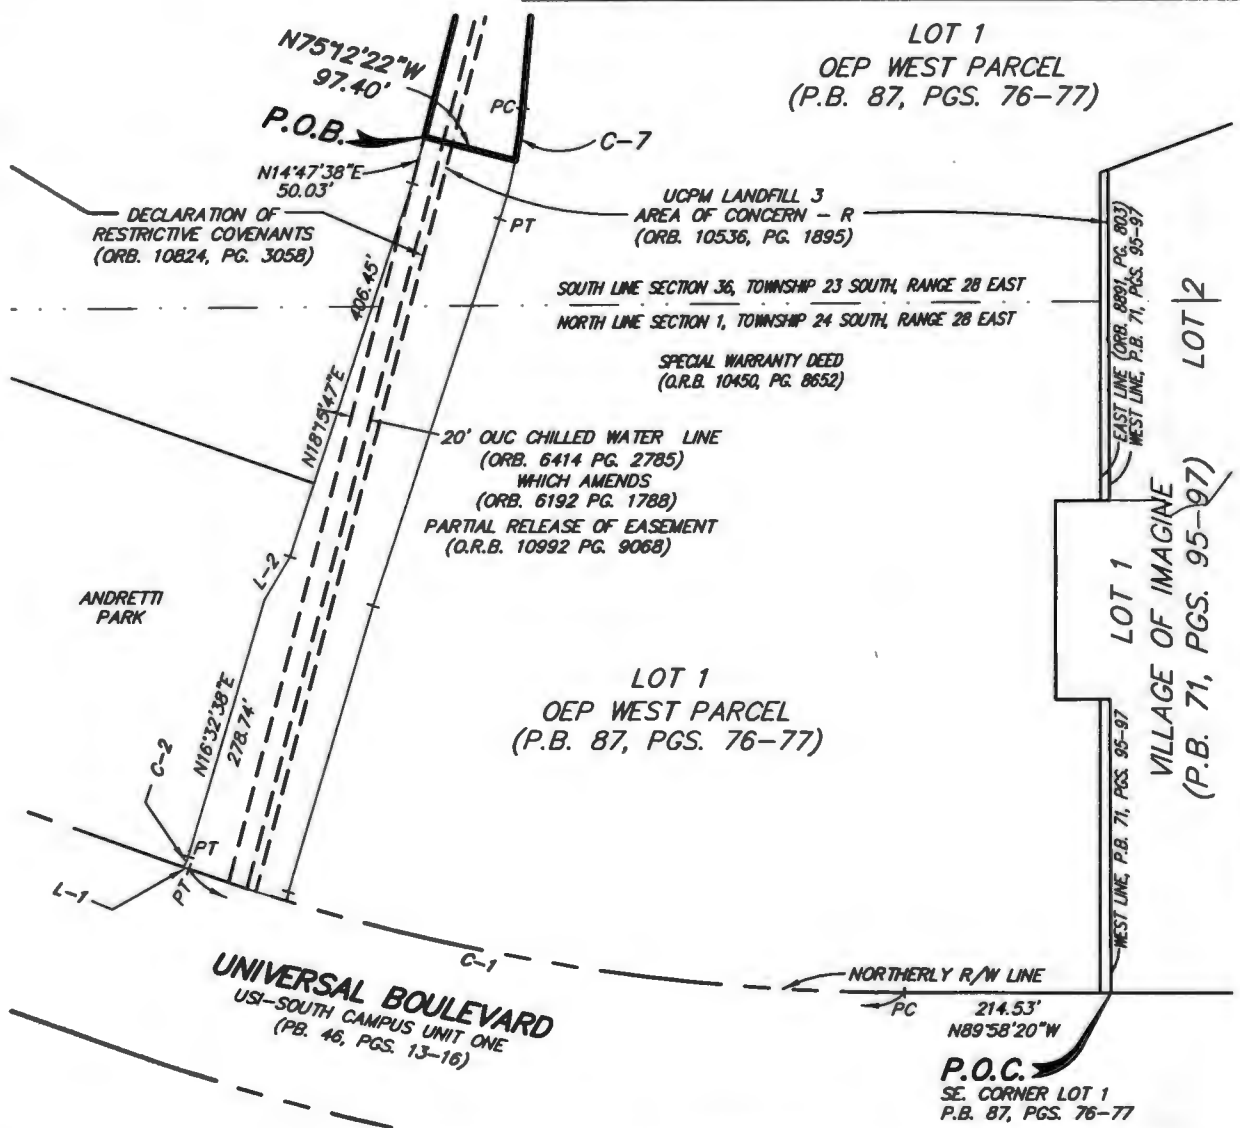 LOT 1
OEP WEST PARCEL
(P.B. 87, PGS. 76-77)
N75°12'22"W
97.40'
P.O.B.
PC
C-7
N14°47'38"E
50.03'
DECLARATION OF
RESTRICTIVE COVENANTS
(ORB. 10824, PG. 3058)
PT
UCPM LANDFILL 3
AREA OF CONCERN - R
(ORB. 10536, PG. 1895)
EAST LINE (ORB. 8891, PG. 803)
WEST LINE, P.B. 71, PGS. 95-97
LOT 2
406.45'
N18°15'47"E
SOUTH LINE SECTION 36, TOWNSHIP 23 SOUTH, RANGE 28 EAST
NORTH LINE SECTION 1, TOWNSHIP 24 SOUTH, RANGE 28 EAST
SPECIAL WARRANTY DEED
(O.R.B. 10450, PG. 8652)
20' OUC CHILLED WATER LINE
(ORB. 6414 PG. 2785)
WHICH AMENDS
(ORB. 6192 PG. 1788)
PARTIAL RELEASE OF EASEMENT
(O.R.B. 10992 PG. 9068)
L-2
ANDRETTI
PARK
LOT 1
VILLAGE OF IMAGINE
(P.B. 71, PGS. 95-97)
LOT 1
OEP WEST PARCEL
(P.B. 87, PGS. 76-77)
N16°32'38"E
278.74'
C-2
PT
PT
L-1
WEST LINE, P.B. 71, PGS. 95-97
C-1
UNIVERSAL BOULEVARD
USI-SOUTH CAMPUS UNIT ONE
(PB. 46, PGS. 13-16)
NORTHERLY R/W LINE
PC
214.53'
N89°58'20"W
P.O.C.
SE. CORNER LOT 1
P.B. 87, PGS. 76-77